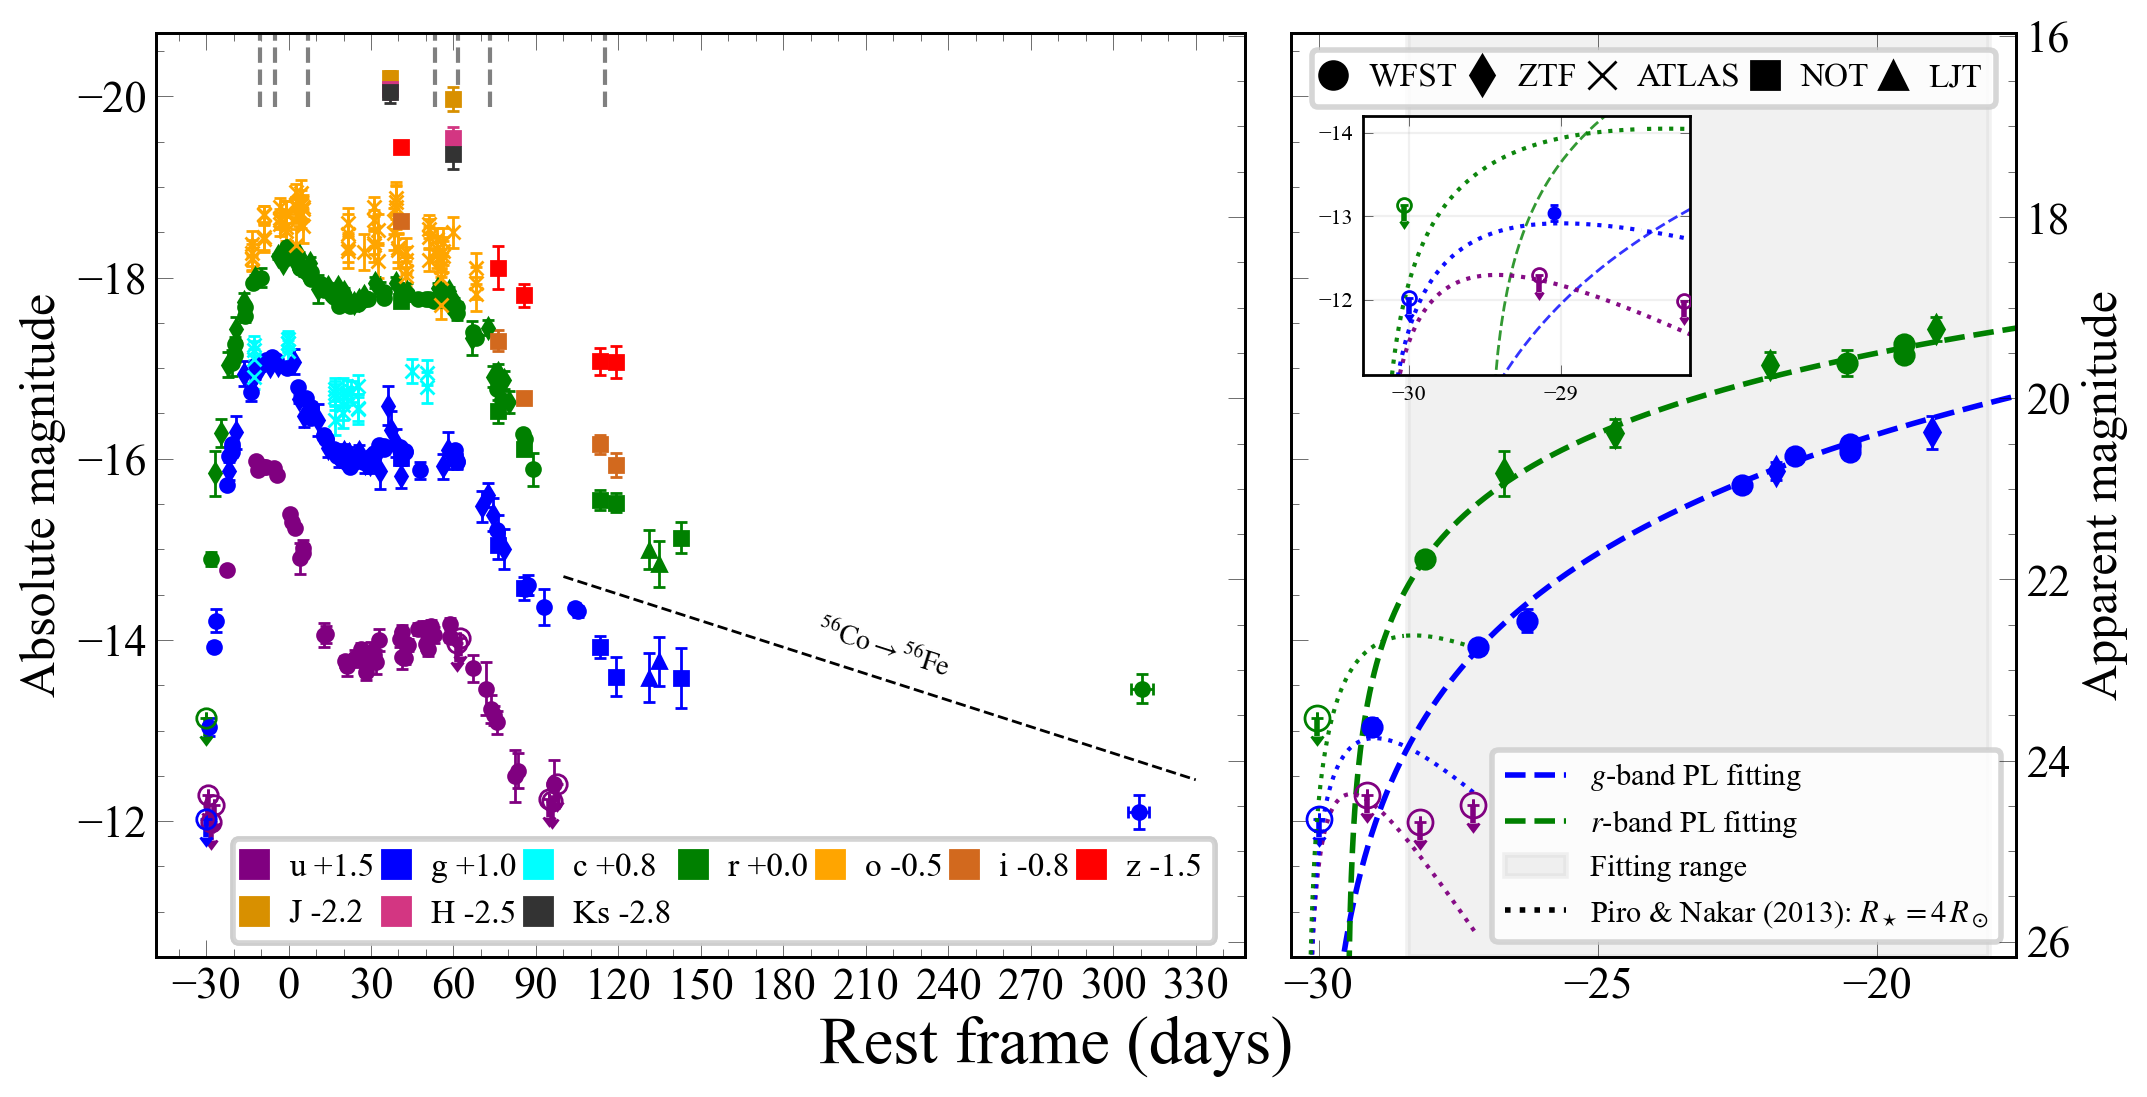 Absolute magnitude
−20
−18
−16
−14
−12
⁵⁶Co → ⁵⁶Fe
u +1.5 g +1.0 c +0.8 r +0.0 o -0.5 i -0.8 z -1.5
J -2.2 H -2.5 Ks -2.8
−30 0 30 60 90 120 150 180 210 240 270 300 330
WFST ZTF ATLAS NOT LJT
−14
−13
−12
−30 −29
g-band PL fitting
r-band PL fitting
Fitting range
Piro & Nakar (2013): R⋆ = 4 R⊙
−30 −25 −20
16
18
20
22
24
26
Apparent magnitude
Rest frame (days)